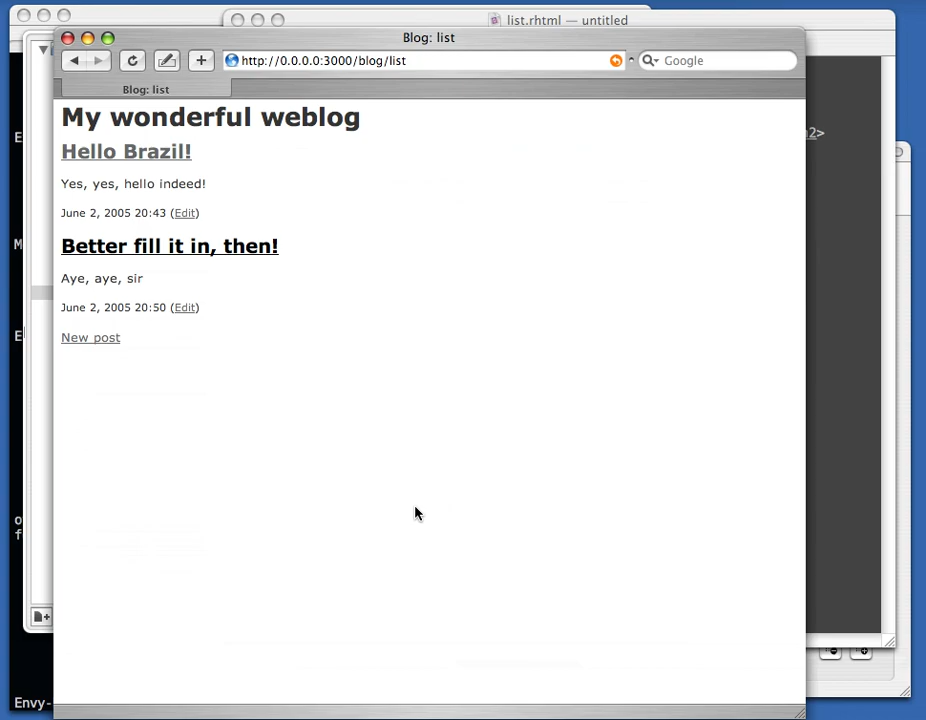 list.rhtml — untitled
Blog: list
http://0.0.0.0:3000/blog/list
Google
Blog: list
My wonderful weblog
Hello Brazil!
Yes, yes, hello indeed!
June 2, 2005 20:43 (Edit)
Better fill it in, then!
Aye, aye, sir
June 2, 2005 20:50 (Edit)
New post
Envy-